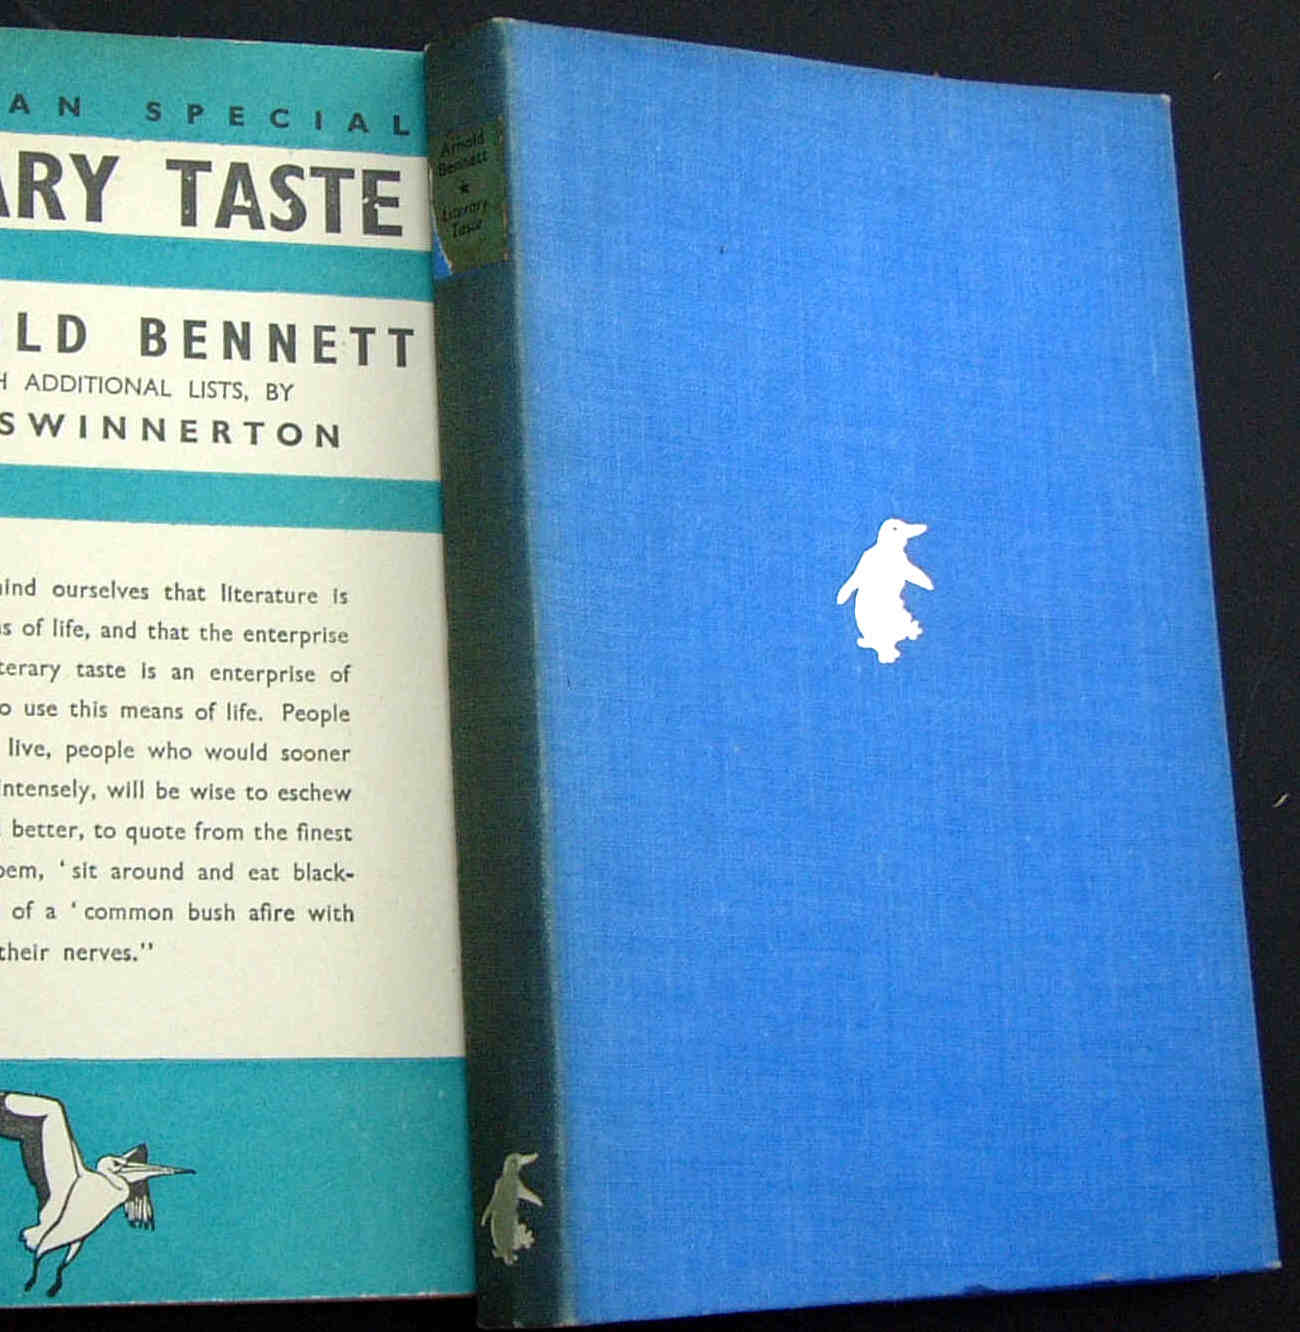 AN SPECIAL
ARY TASTE
LD BENNETT
H ADDITIONAL LISTS, BY
SWINNERTON
ind ourselves that literature is
s of life, and that the enterprise
terary taste is an enterprise of
o use this means of life. People
live, people who would sooner
intensely, will be wise to eschew
better, to quote from the finest
oem, ‘sit around and eat black-
of a ‘common bush afire with
their nerves.”
Arnold
Bennett
★
Literary
Taste